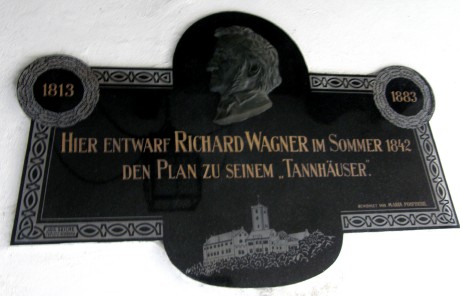 1813
1883
HIER ENTWARF RICHARD WAGNER IM SOMMER 1842
DEN PLAN ZU SEINEM „TANNHÄUSER".